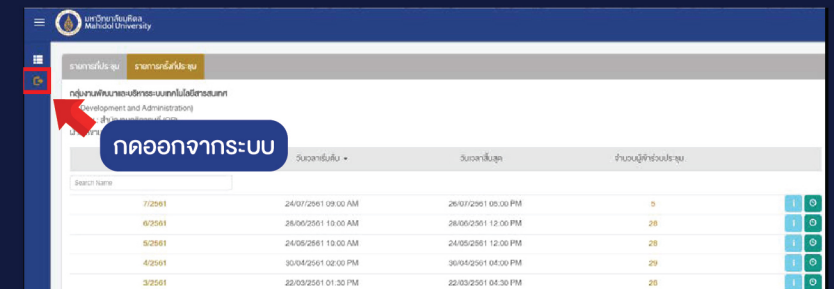 มหาวิทยาลัยมหิดล
Mahidol University
รายการที่ประชุม รายการครั้งที่ประชุม
กลุ่มงานพัฒนาและบริหารระบบเทคโนโลยีสารสนเทศ
Development and Administration)
กดออกจากระบบ
วันเวลาเริ่มต้น วันเวลาสิ้นสุด จำนวนผู้เข้าร่วมประชุม
Search Name
7/2561 24/07/2561 09:00 AM 26/07/2561 05:00 PM 5
6/2561 28/06/2561 10:00 AM 28/06/2561 12:00 PM 28
5/2561 24/05/2561 10:00 AM 24/05/2561 12:00 PM 28
4/2561 30/04/2561 02:00 PM 30/04/2561 04:00 PM 29
3/2561 22/03/2561 01:30 PM 22/03/2561 04:30 PM 26